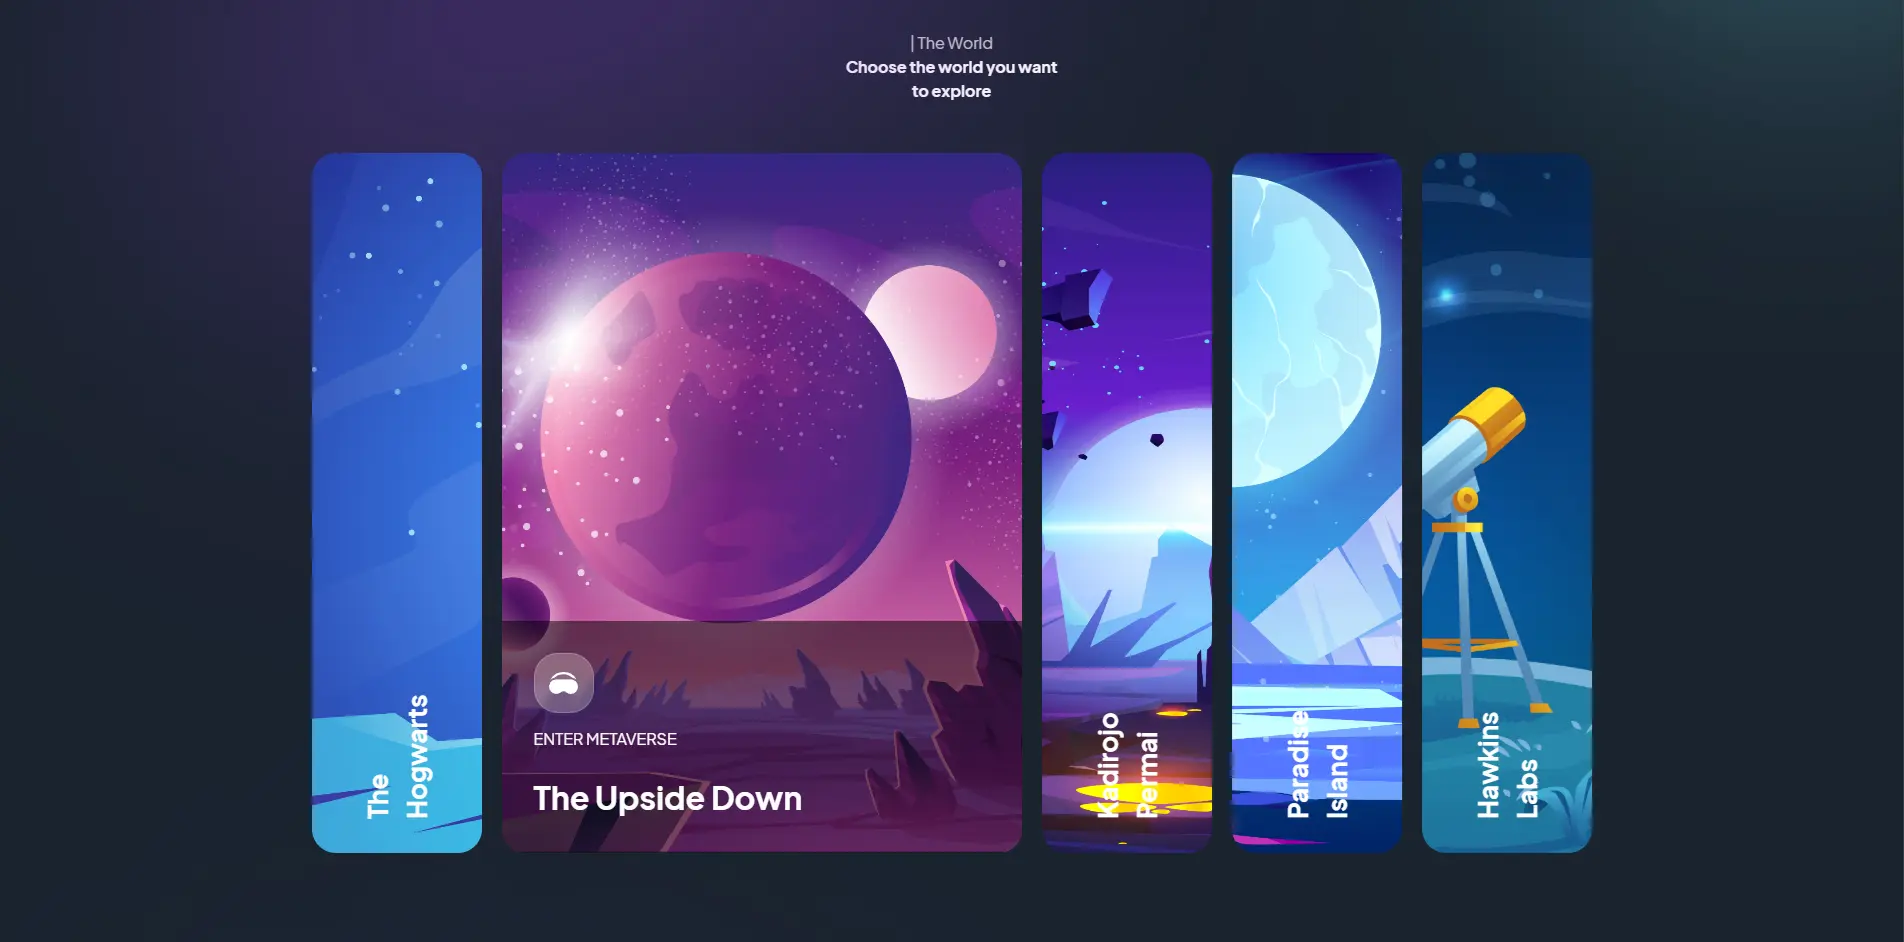 | The World
Choose the world you want
to explore
The
Hogwarts
ENTER METAVERSE
The Upside Down
Kadirojo
Permai
Paradise
Island
Hawkins
Labs